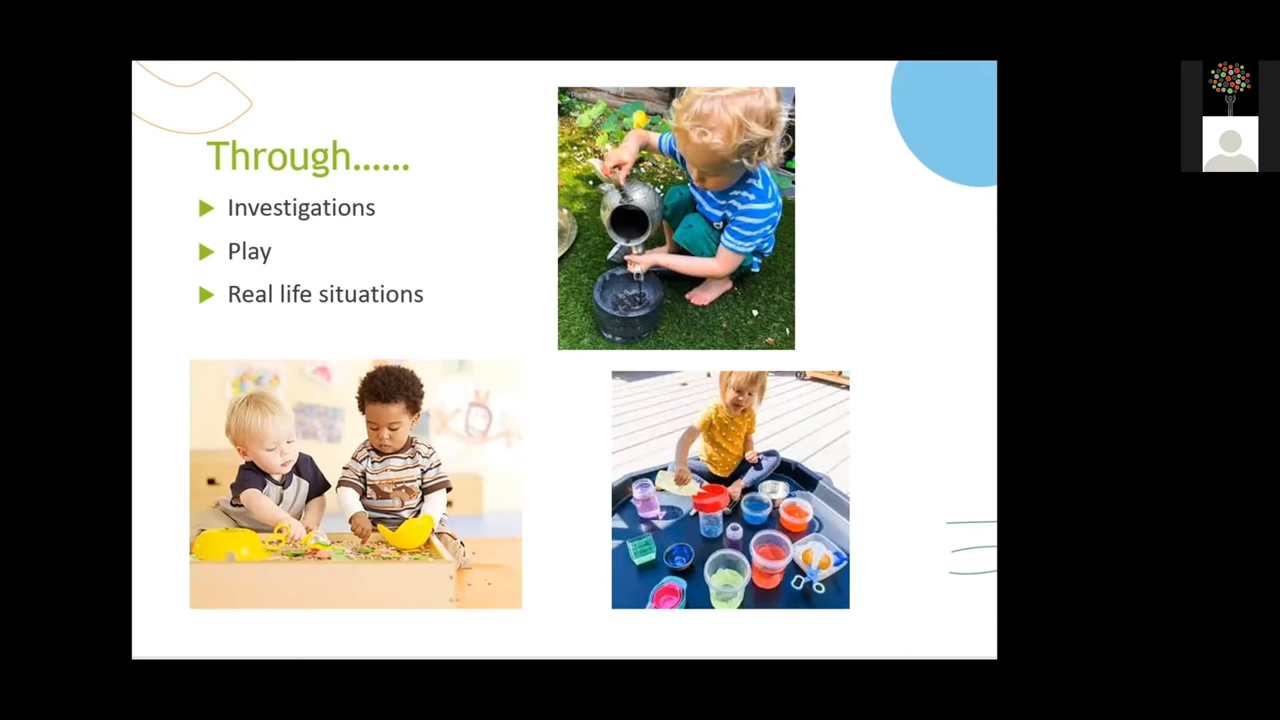 Through......
Investigations
Play
Real life situations